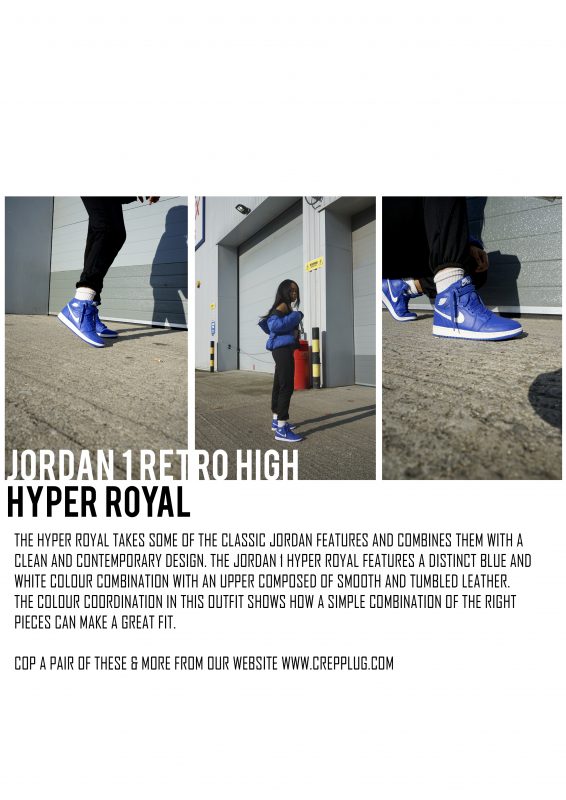 JORDAN 1 RETRO HIGH
HYPER ROYAL
THE HYPER ROYAL TAKES SOME OF THE CLASSIC JORDAN FEATURES AND COMBINES THEM WITH A
CLEAN AND CONTEMPORARY DESIGN. THE JORDAN 1 HYPER ROYAL FEATURES A DISTINCT BLUE AND
WHITE COLOUR COMBINATION WITH AN UPPER COMPOSED OF SMOOTH AND TUMBLED LEATHER.
THE COLOUR COORDINATION IN THIS OUTFIT SHOWS HOW A SIMPLE COMBINATION OF THE RIGHT
PIECES CAN MAKE A GREAT FIT.
COP A PAIR OF THESE & MORE FROM OUR WEBSITE WWW.CREPPLUG.COM